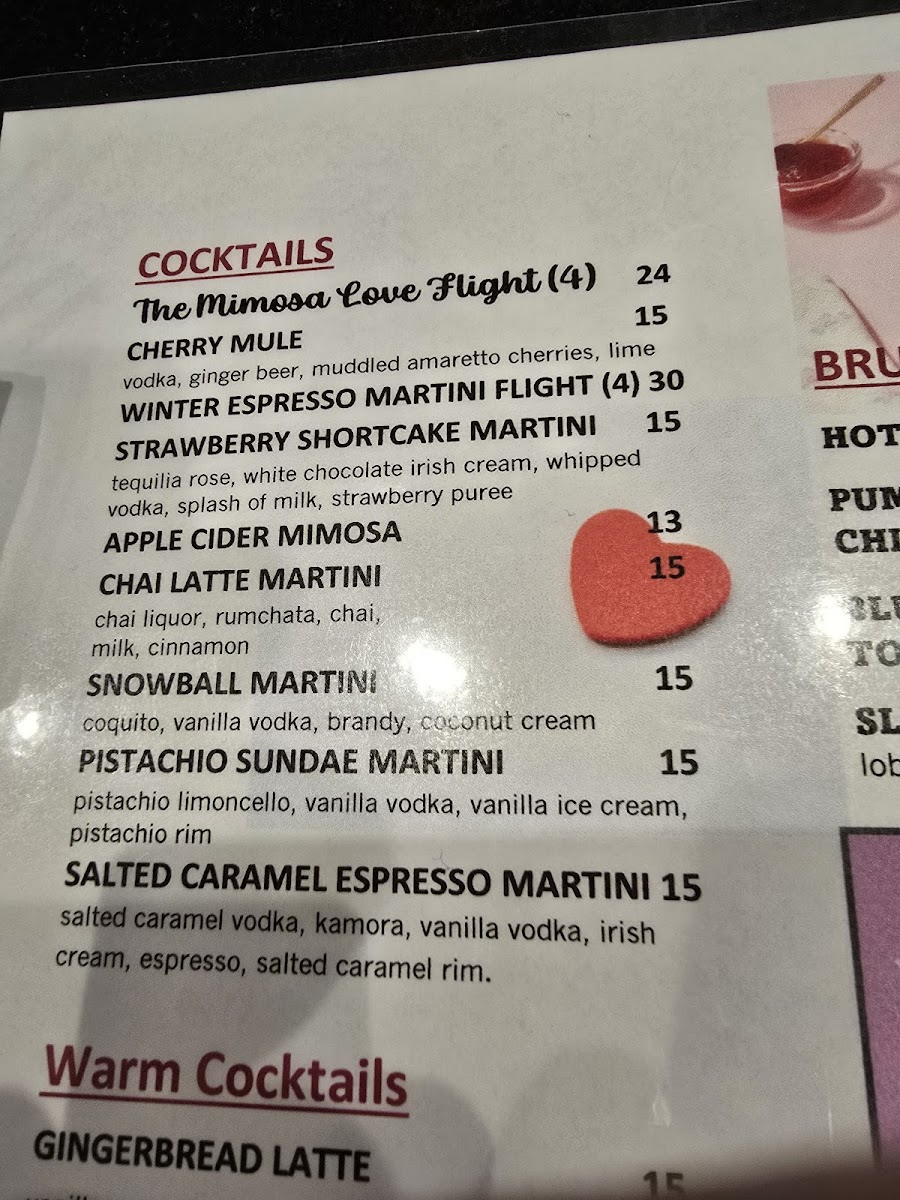 COCKTAILS
The Mimosa Love Flight (4) 24
CHERRY MULE 15
vodka, ginger beer, muddled amaretto cherries, lime
WINTER ESPRESSO MARTINI FLIGHT (4) 30
STRAWBERRY SHORTCAKE MARTINI 15
tequilia rose, white chocolate irish cream, whipped
vodka, splash of milk, strawberry puree
APPLE CIDER MIMOSA 13
CHAI LATTE MARTINI 15
chai liquor, rumchata, chai,
milk, cinnamon
SNOWBALL MARTINI 15
coquito, vanilla vodka, brandy, coconut cream
PISTACHIO SUNDAE MARTINI 15
pistachio limoncello, vanilla vodka, vanilla ice cream,
pistachio rim
SALTED CARAMEL ESPRESSO MARTINI 15
salted caramel vodka, kamora, vanilla vodka, irish
cream, espresso, salted caramel rim.
Warm Cocktails
GINGERBREAD LATTE 15
BRU
HOT
PUM
CHI
BLU
TO
SL
lob